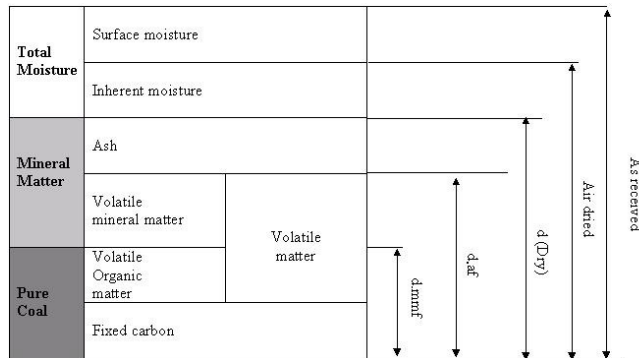 Total
Moisture
Surface moisture
Inherent moisture
Mineral
Matter
Ash
Volatile
mineral matter
Volatile
matter
Pure
Coal
Volatile
Organic
matter
Fixed carbon
d.mmf
d.af
d (Dry)
Air dried
As received